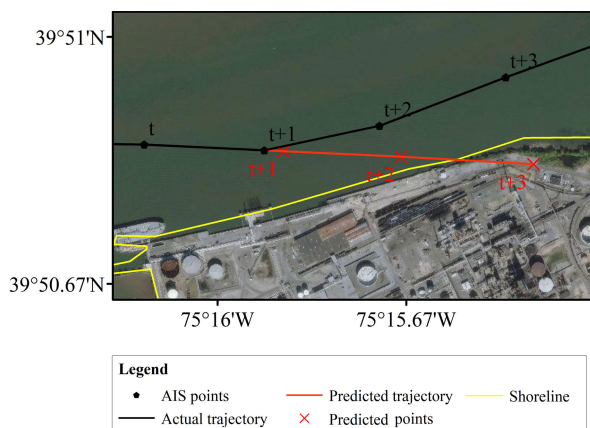 39°51'N
t+3
t+2
t
t+1
t+1
t+2
t+3
39°50.67'N
75°16'W
75°15.67'W
Legend
AIS points
Predicted trajectory
Shoreline
Actual trajectory
Predicted points